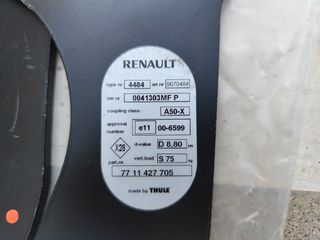 RENAULT
type nr 4484 art nr 9070484
ser nr 0041303MF P
coupling class A50-X
approval number e11 00-6599
X28 d-value D 8,80 kN
part.nr. vert.load S 75 kg
77 11 427 705
made by THULE